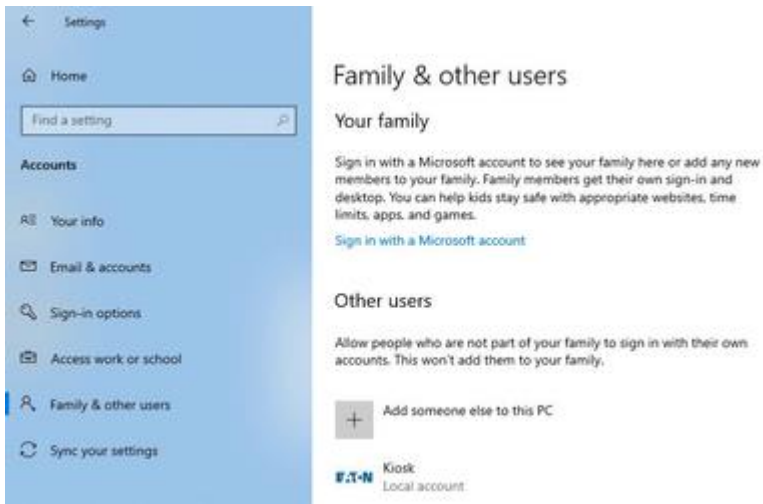 Settings
Home
Find a setting
Accounts
Your info
Email & accounts
Sign-in options
Access work or school
Family & other users
Sync your settings
Family & other users
Your family
Sign in with a Microsoft account to see your family here or add any new
members to your family. Family members get their own sign-in and
desktop. You can help kids stay safe with appropriate websites, time
limits, apps, and games.
Sign in with a Microsoft account
Other users
Allow people who are not part of your family to sign in with their own
accounts. This won't add them to your family.
Add someone else to this PC
EATON
Kiosk
Local account